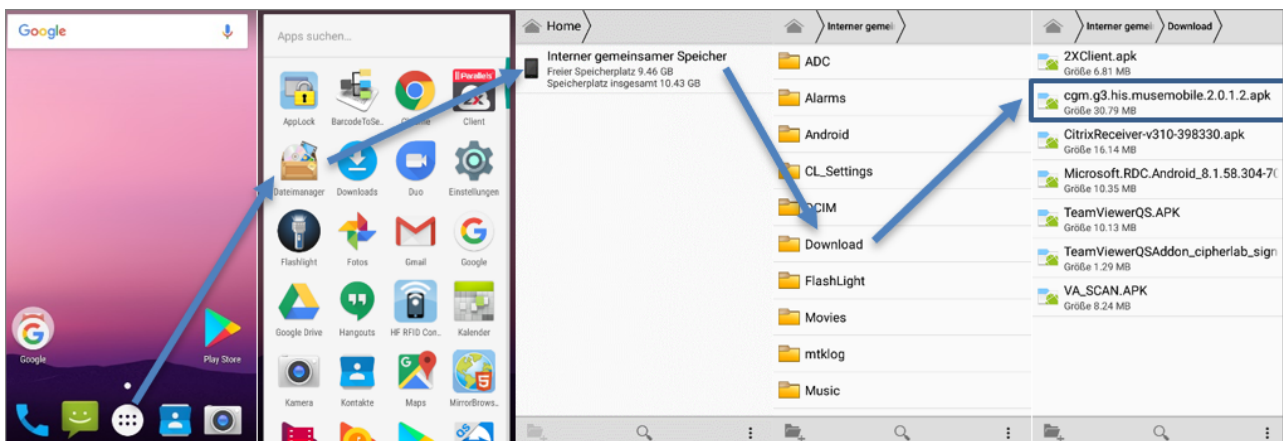 Google
Google
Play Store
Apps suchen...
AppLock
BarcodeToSe..
Client
Parallels
2X
Dateimanager
Downloads
Duo
Einstellungen
Flashlight
Fotos
Gmail
Google
Google Drive
Hangouts
HF RFID Con..
Kalender
Kamera
Kontakte
Maps
MirrorBrows..
Home
Interner gemeinsamer Speicher
Freier Speicherplatz 9.46 GB
Speicherplatz insgesamt 10.43 GB
Interner gemei
ADC
Alarms
Android
CL_Settings
DCIM
Download
FlashLight
Movies
mtklog
Music
Interner gemei
Download
2XClient.apk
Größe 6.81 MB
cgm.g3.his.musemobile.2.0.1.2.apk
Größe 30.79 MB
CitrixReceiver-v310-398330.apk
Größe 16.14 MB
Microsoft.RDC.Android_8.1.58.304-70
Größe 10.35 MB
TeamViewerQS.APK
Größe 10.13 MB
TeamViewerQSAddon_cipherlab_sign
Größe 1.29 MB
VA_SCAN.APK
Größe 8.24 MB